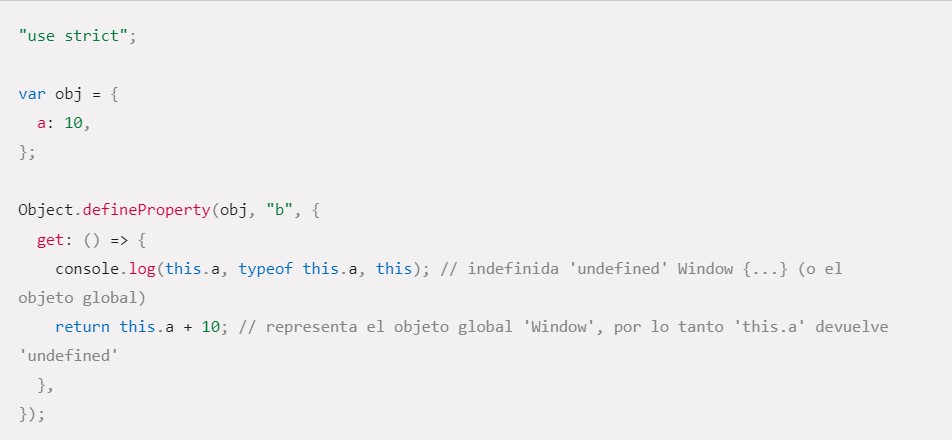 "use strict";
var obj = {
  a: 10,
};
Object.defineProperty(obj, "b", {
  get: () => {
    console.log(this.a, typeof this.a, this); // indefinida 'undefined' Window {...} (o el
objeto global)
    return this.a + 10; // representa el objeto global 'Window', por lo tanto 'this.a' devuelve
'undefined'
  },
});